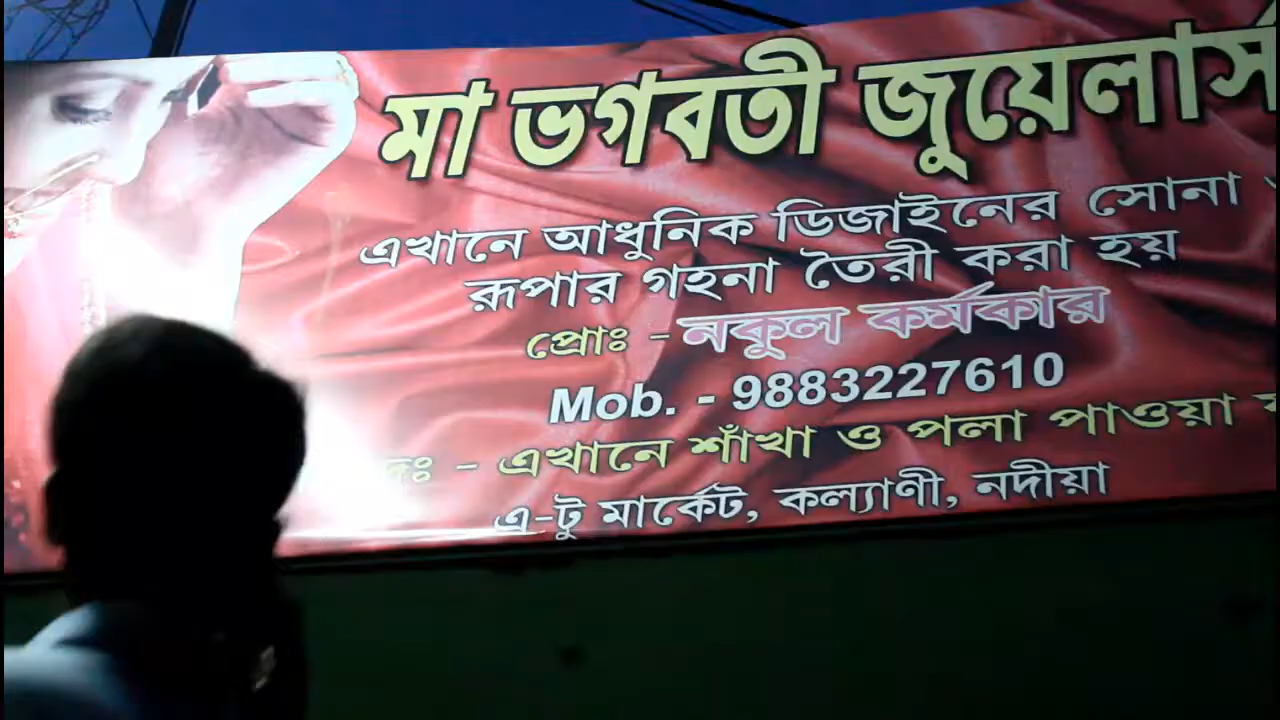 মা ভগবতী জুয়েলার্স
এখানে আধুনিক ডিজাইনের সোনা
রূপার গহনা তৈরী করা হয়
প্রোঃ - নকুল কর্মকার
Mob. - 9883227610
- এখানে শাঁখা ও পলা পাওয়া
এ-টু মার্কেট, কল্যাণী, নদীয়া